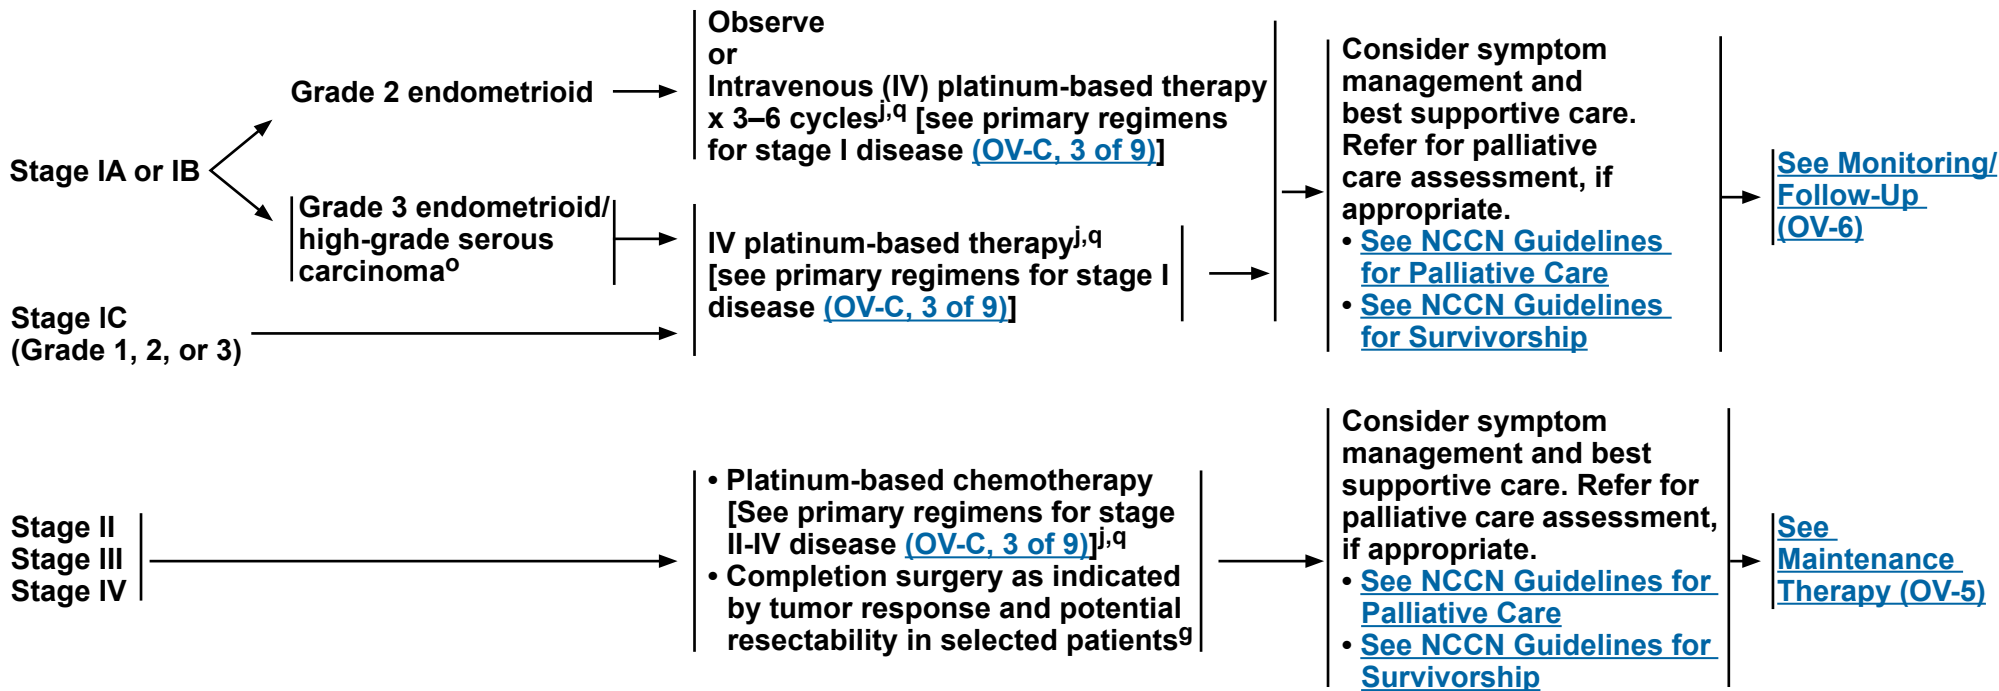 Stage IA or IB
Grade 2 endometrioid
Observe
or
Intravenous (IV) platinum-based therapy
x 3–6 cycles^j,q [see primary regimens
for stage I disease (OV-C, 3 of 9)]
Grade 3 endometrioid/
high-grade serous
carcinoma^o
Stage IC
(Grade 1, 2, or 3)
IV platinum-based therapy^j,q
[see primary regimens for stage I
disease (OV-C, 3 of 9)]
Consider symptom
management and
best supportive care.
Refer for palliative
care assessment, if
appropriate.
• See NCCN Guidelines
for Palliative Care
• See NCCN Guidelines
for Survivorship
See Monitoring/
Follow-Up
(OV-6)
Stage II
Stage III
Stage IV
• Platinum-based chemotherapy
[See primary regimens for stage
II-IV disease (OV-C, 3 of 9)]^j,q
• Completion surgery as indicated
by tumor response and potential
resectability in selected patients^g
Consider symptom
management and best
supportive care. Refer for
palliative care assessment,
if appropriate.
• See NCCN Guidelines for
Palliative Care
• See NCCN Guidelines for
Survivorship
See
Maintenance
Therapy (OV-5)